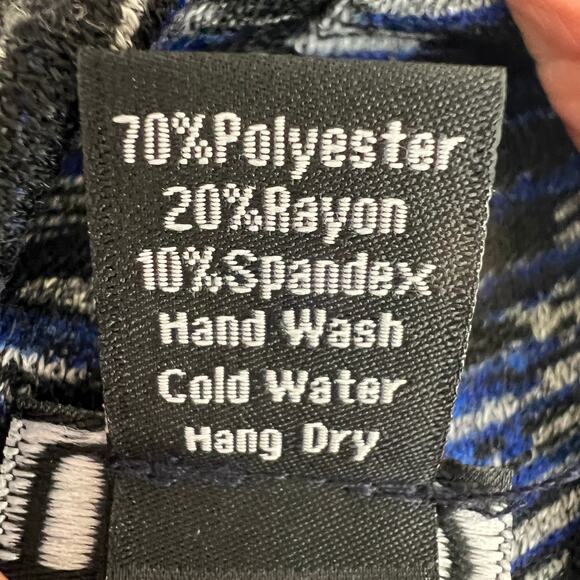 70%Polyester
20%Rayon
10%Spandex
Hand Wash
Cold Water
Hang Dry